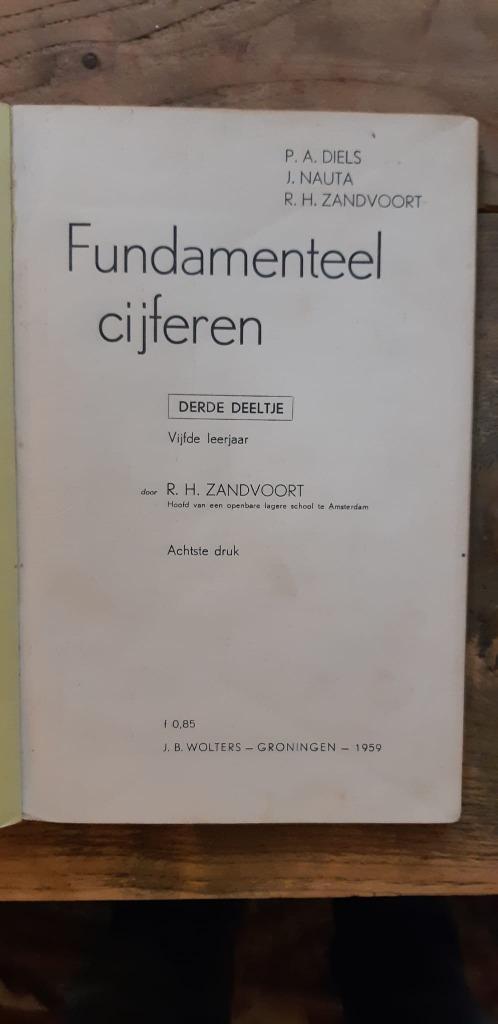 P. A. DIELS
J. NAUTA
R. H. ZANDVOORT
Fundamenteel
cijferen
DERDE DEELTJE
Vijfde leerjaar
door R. H. ZANDVOORT
Hoofd van een openbare lagere school te Amsterdam
Achtste druk
f 0,85
J. B. WOLTERS – GRONINGEN – 1959